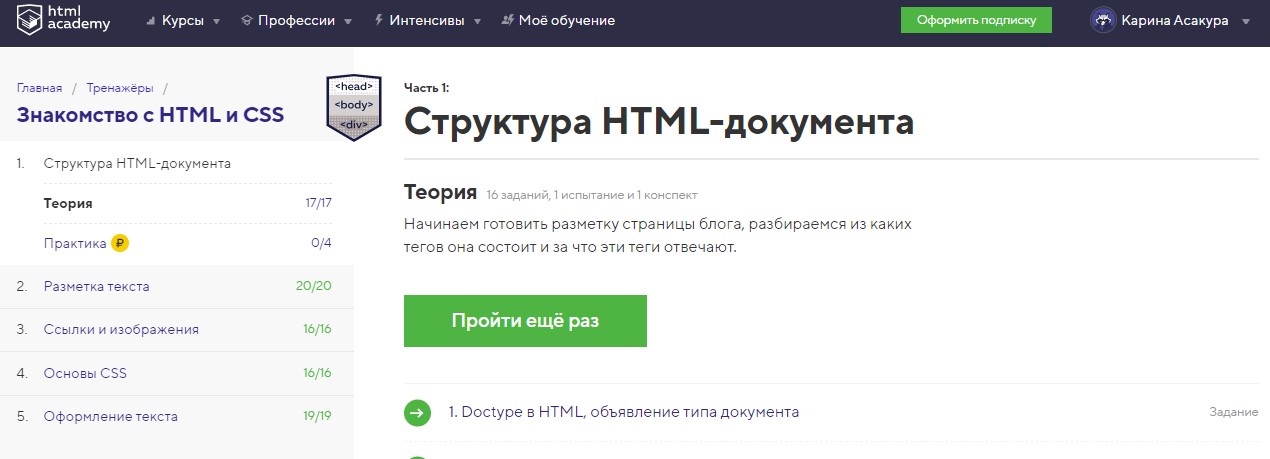 html academy
Курсы
Профессии
Интенсивы
Моё обучение
Оформить подписку
Карина Асакура
Главная / Тренажёры /
Знакомство с HTML и CSS
<head>
<body>
<div>
1. Структура HTML-документа
Теория 17/17
Практика ₽ 0/4
2. Разметка текста 20/20
3. Ссылки и изображения 16/16
4. Основы CSS 16/16
5. Оформление текста 19/19
Часть 1:
Структура HTML-документа
Теория 16 заданий, 1 испытание и 1 конспект
Начинаем готовить разметку страницы блога, разбираемся из каких
тегов она состоит и за что эти теги отвечают.
Пройти ещё раз
1. Doctype в HTML, объявление типа документа Задание